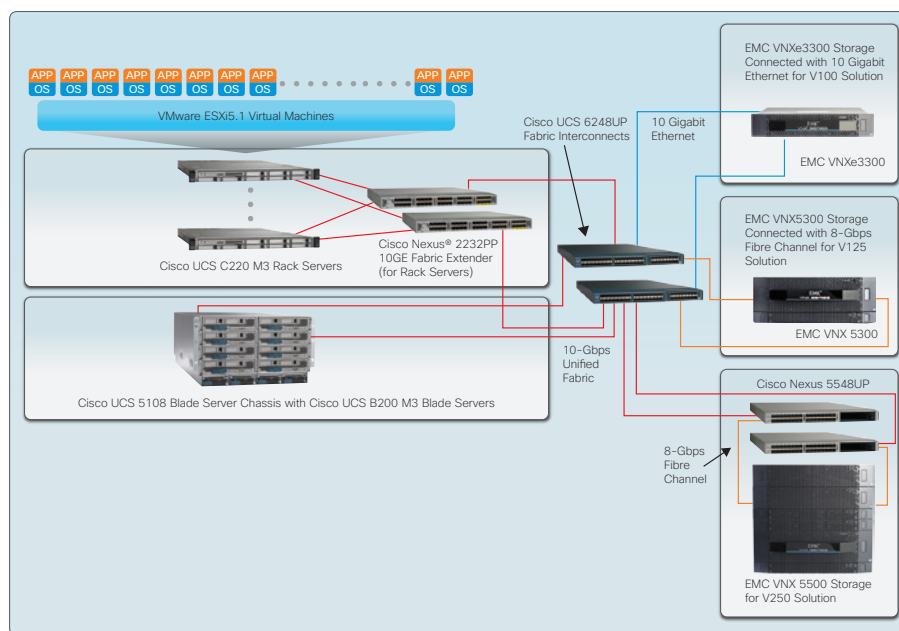 APP APP APP APP APP APP APP APP APP APP
OS OS OS OS OS OS OS OS OS OS
VMware ESXi5.1 Virtual Machines
Cisco UCS C220 M3 Rack Servers
Cisco Nexus® 2232PP
10GE Fabric Extender
(for Rack Servers)
Cisco UCS 5108 Blade Server Chassis with Cisco UCS B200 M3 Blade Servers
Cisco UCS 6248UP
Fabric Interconnects
10 Gigabit
Ethernet
10-Gbps
Unified
Fabric
EMC VNXe3300 Storage
Connected with 10 Gigabit
Ethernet for V100 Solution
EMC
EMC VNXe3300
EMC VNX5300 Storage
Connected with 8-Gbps
Fibre Channel for V125
Solution
EMC VNX 5300
Cisco Nexus 5548UP
8-Gbps
Fibre
Channel
EMC
EMC VNX 5500 Storage
for V250 Solution